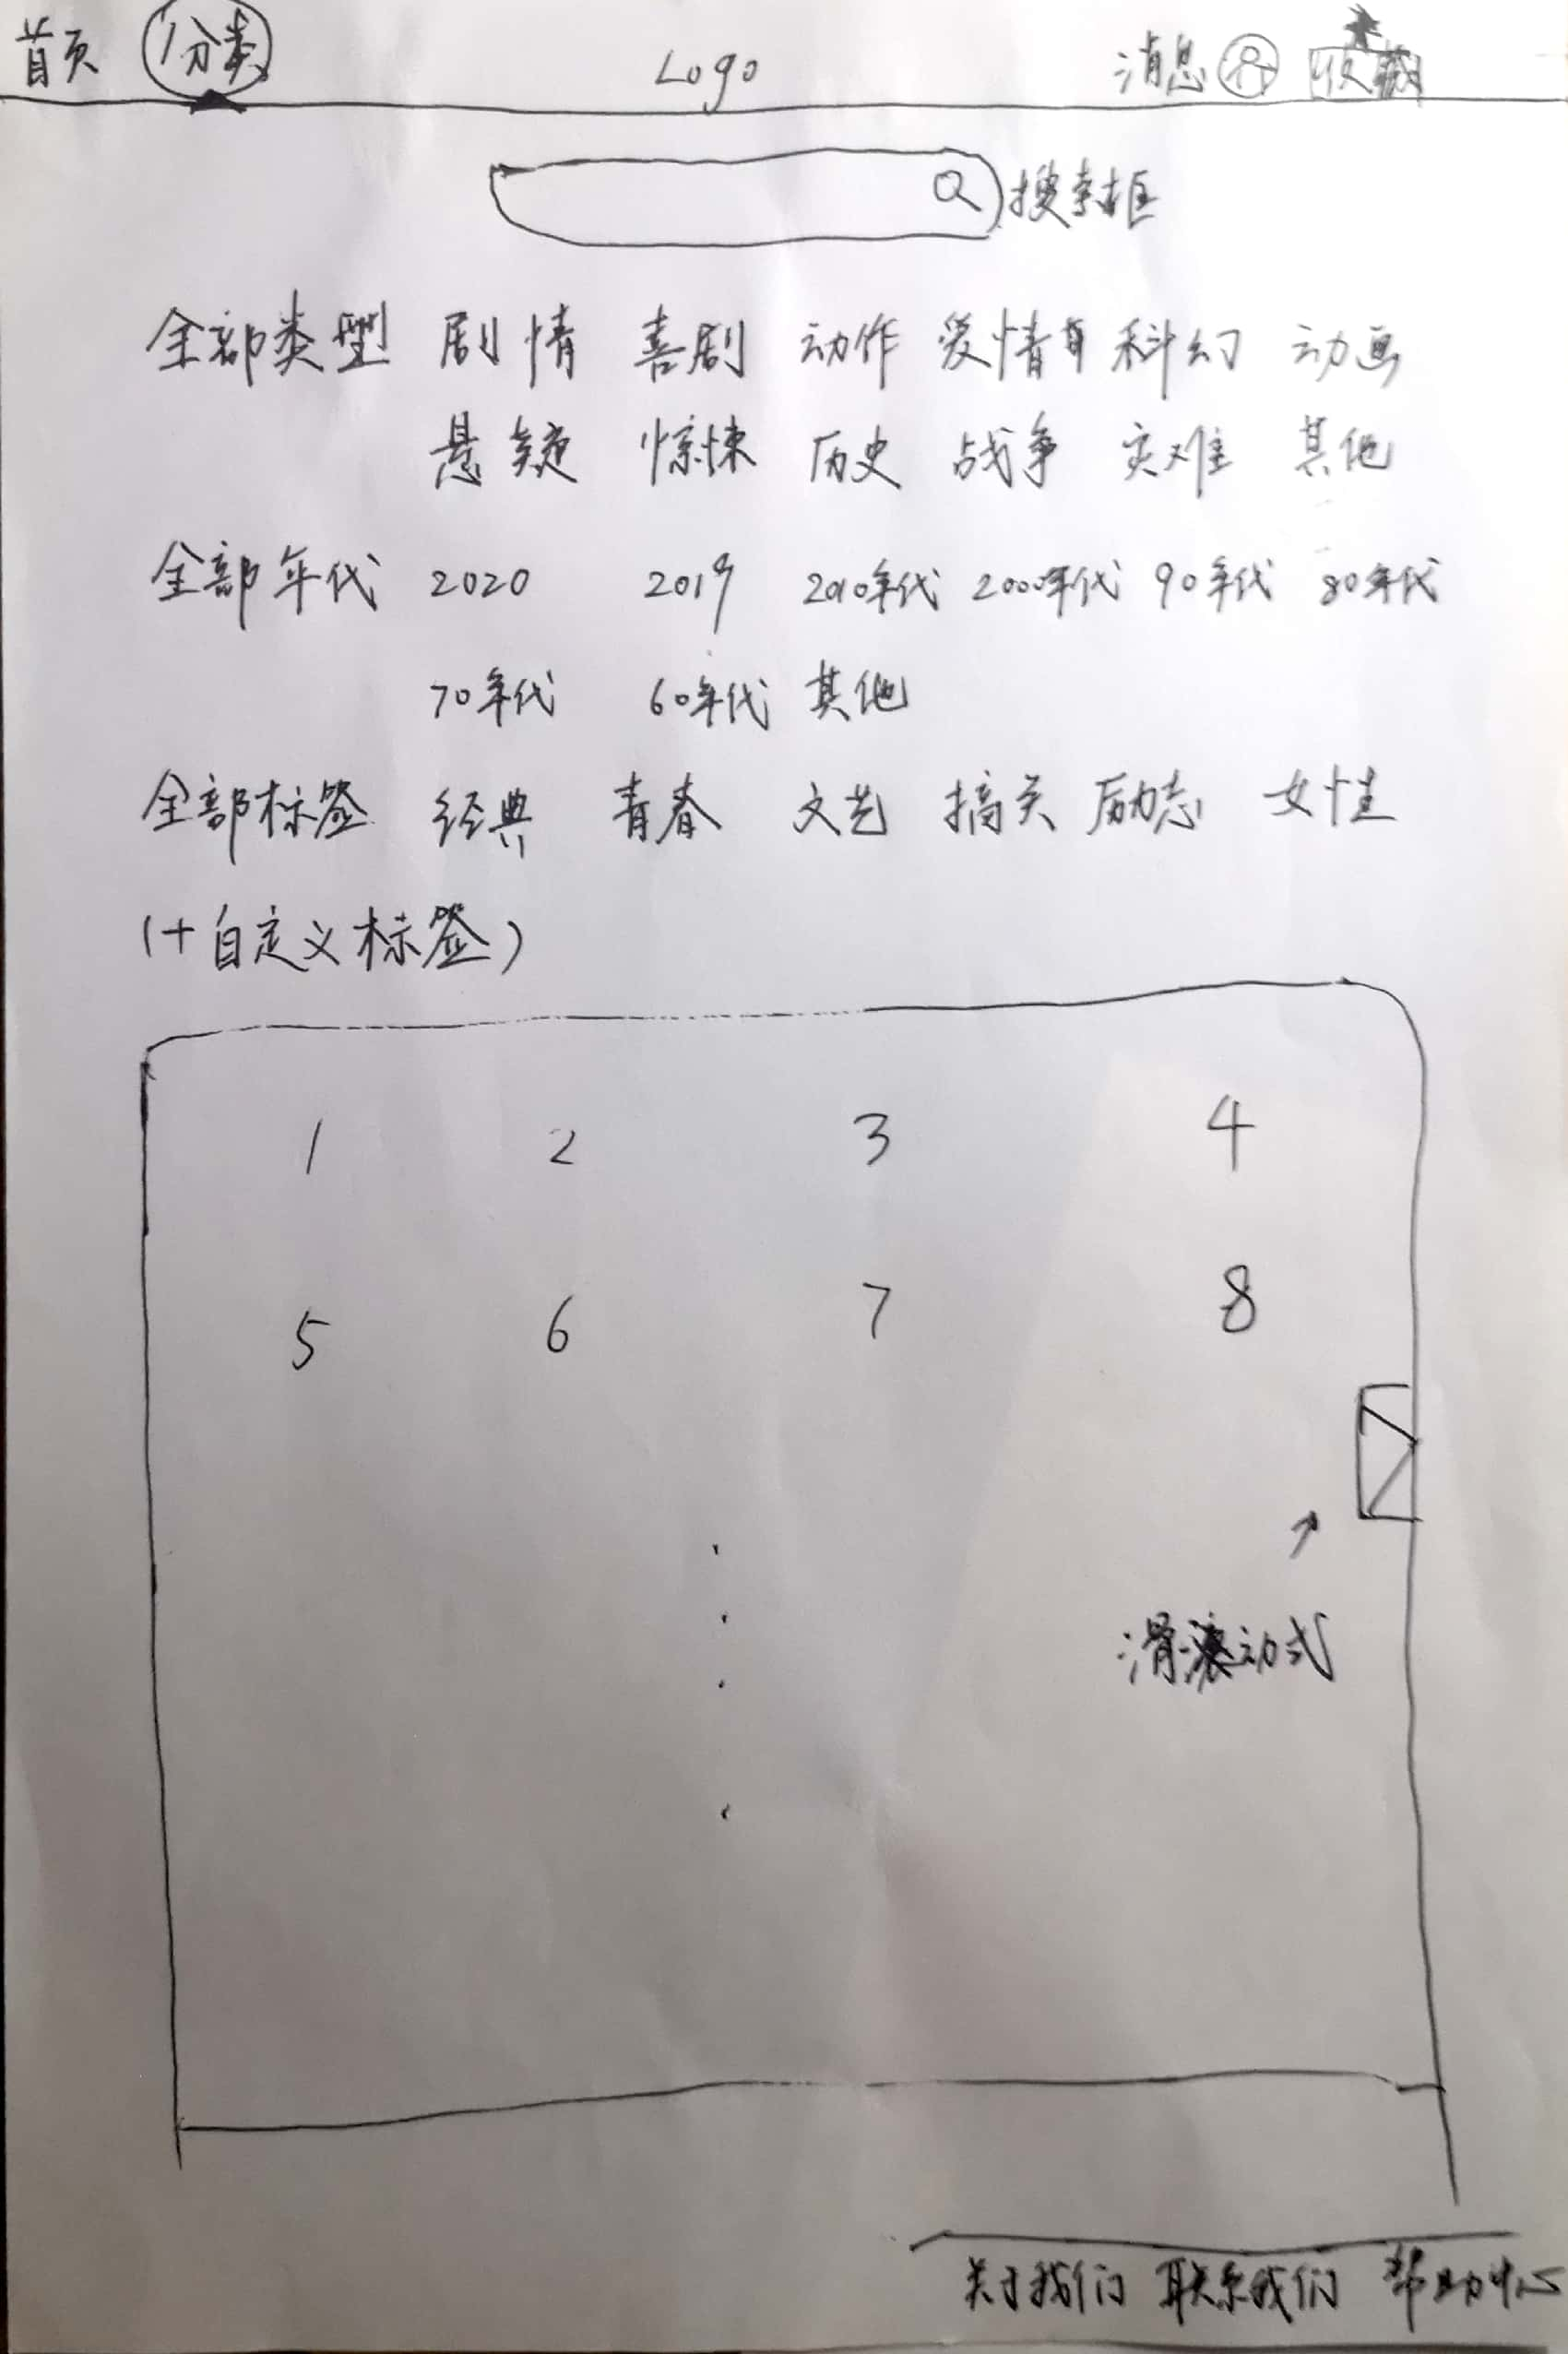 首页 分类 Logo 消息 收藏
搜索框
全部类型 剧情 喜剧 动作 爱情 科幻 动画
悬疑 惊悚 历史 战争 灾难 其他
全部年代 2020 2019 2010年代 2000年代 90年代 80年代
70年代 60年代 其他
全部标签 经典 青春 文艺 搞笑 励志 女性
(+自定义标签)
1 2 3 4
5 6 7 8
滑滚动式
关于我们 联系我们 帮助中心